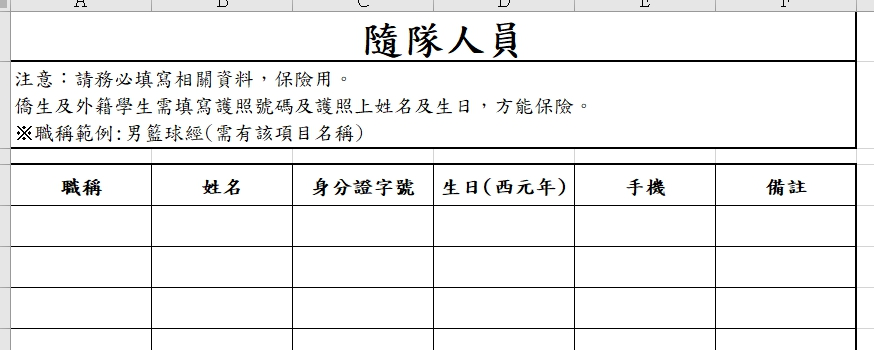 A B C D E F
隨隊人員
注意：請務必填寫相關資料，保險用。
僑生及外籍學生需填寫護照號碼及護照上姓名及生日，方能保險。
※職稱範例:男籃球經(需有該項目名稱)
職稱 姓名 身分證字號 生日(西元年) 手機 備註